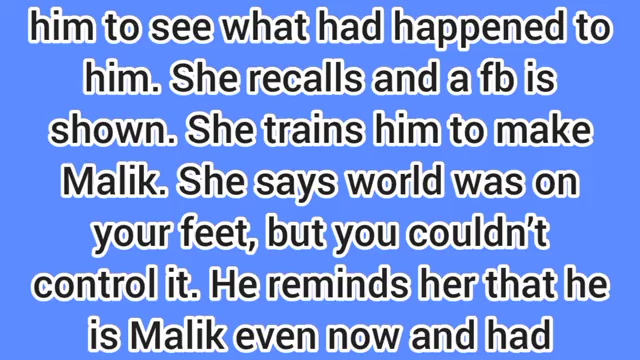 him to see what had happened to
him. She recalls and a fb is
shown. She trains him to make
Malik. She says world was on
your feet, but you couldn’t
control it. He reminds her that he
is Malik even now and had